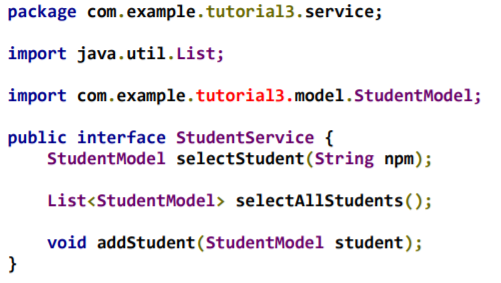 package com.example.tutorial3.service;
import java.util.List;
import com.example.tutorial3.model.StudentModel;
public interface StudentService {
StudentModel selectStudent(String npm);
List<StudentModel> selectAllStudents();
void addStudent(StudentModel student);
}